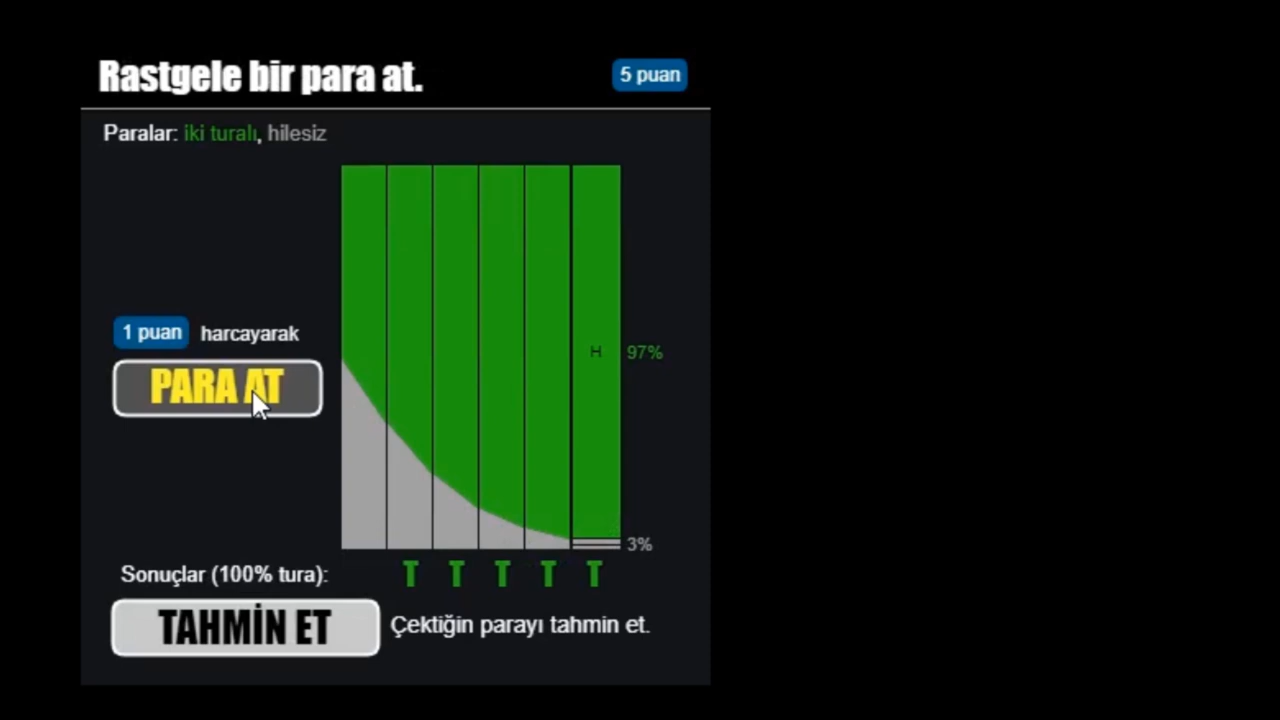 Rastgele bir para at.
5 puan
Paralar: iki turalı, hilesiz
1 puan harcayarak
PARA AT
H
97%
3%
Sonuçlar (100% tura): T T T T T
TAHMİN ET
Çektiğin parayı tahmin et.